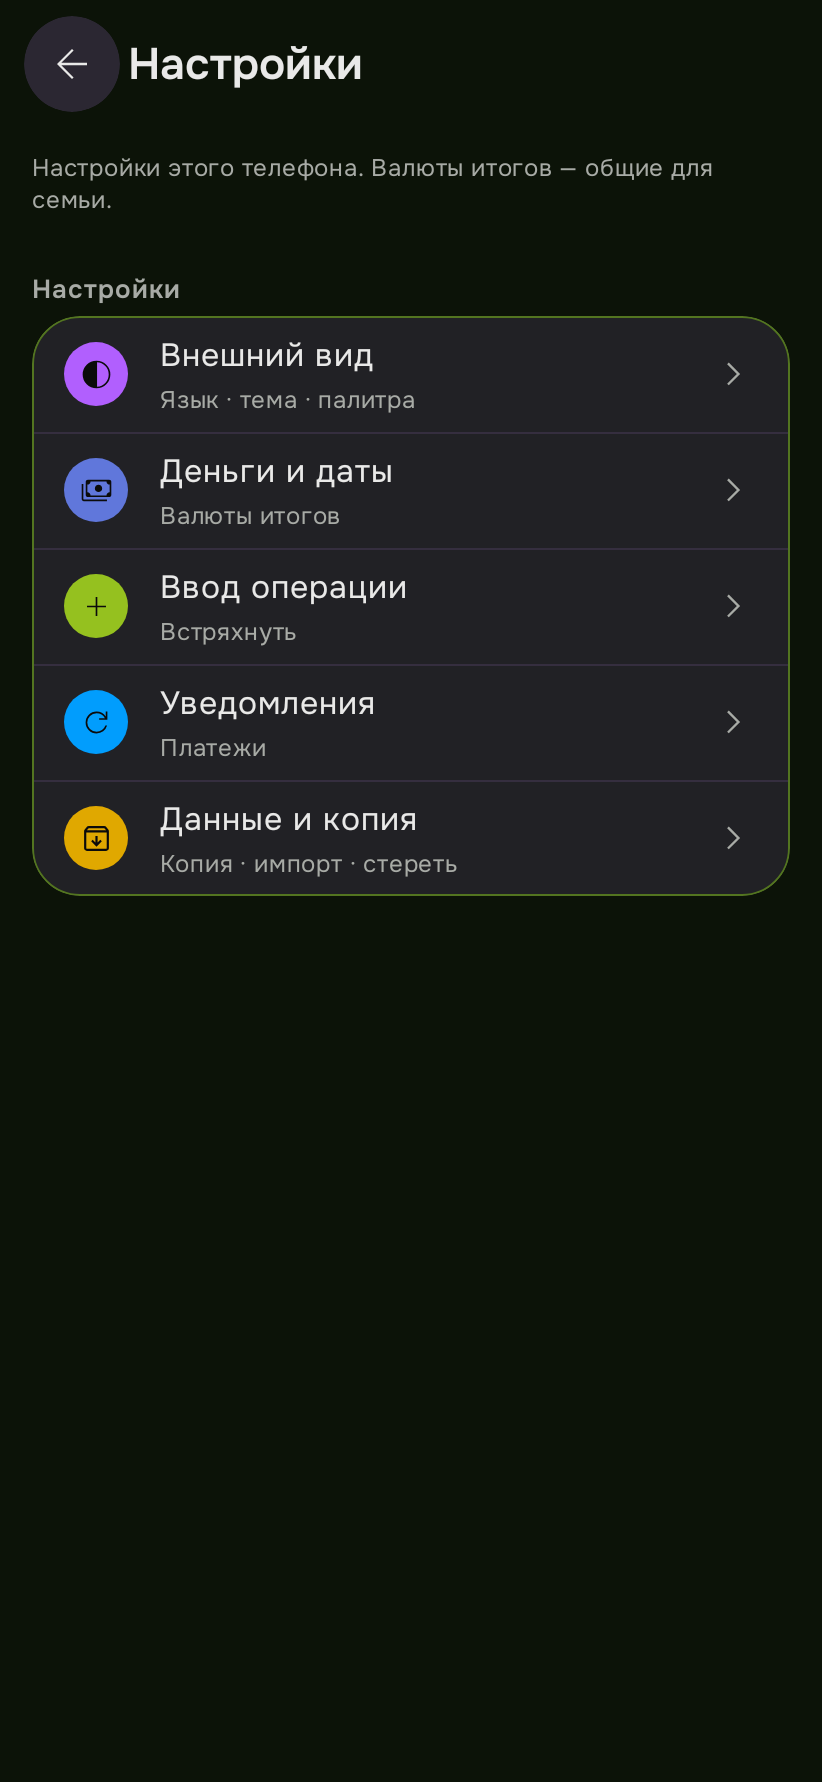 Настройки
Настройки этого телефона. Валюты итогов — общие для
семьи.
Настройки
Внешний вид
Язык · тема · палитра
Деньги и даты
Валюты итогов
Ввод операции
Встряхнуть
Уведомления
Платежи
Данные и копия
Копия · импорт · стереть